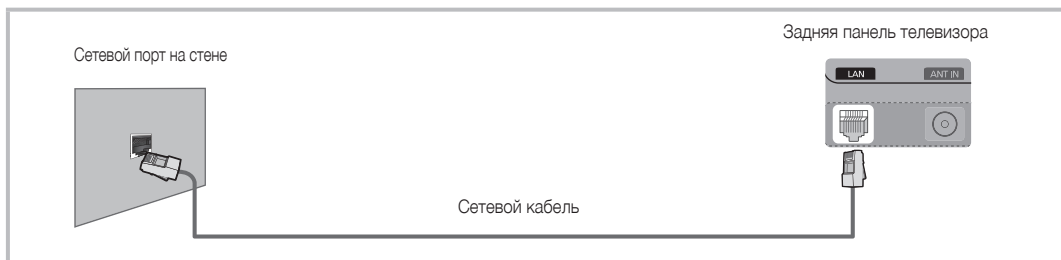 Задняя панель телевизора
Сетевой порт на стене
LAN
ANT IN
Сетевой кабель